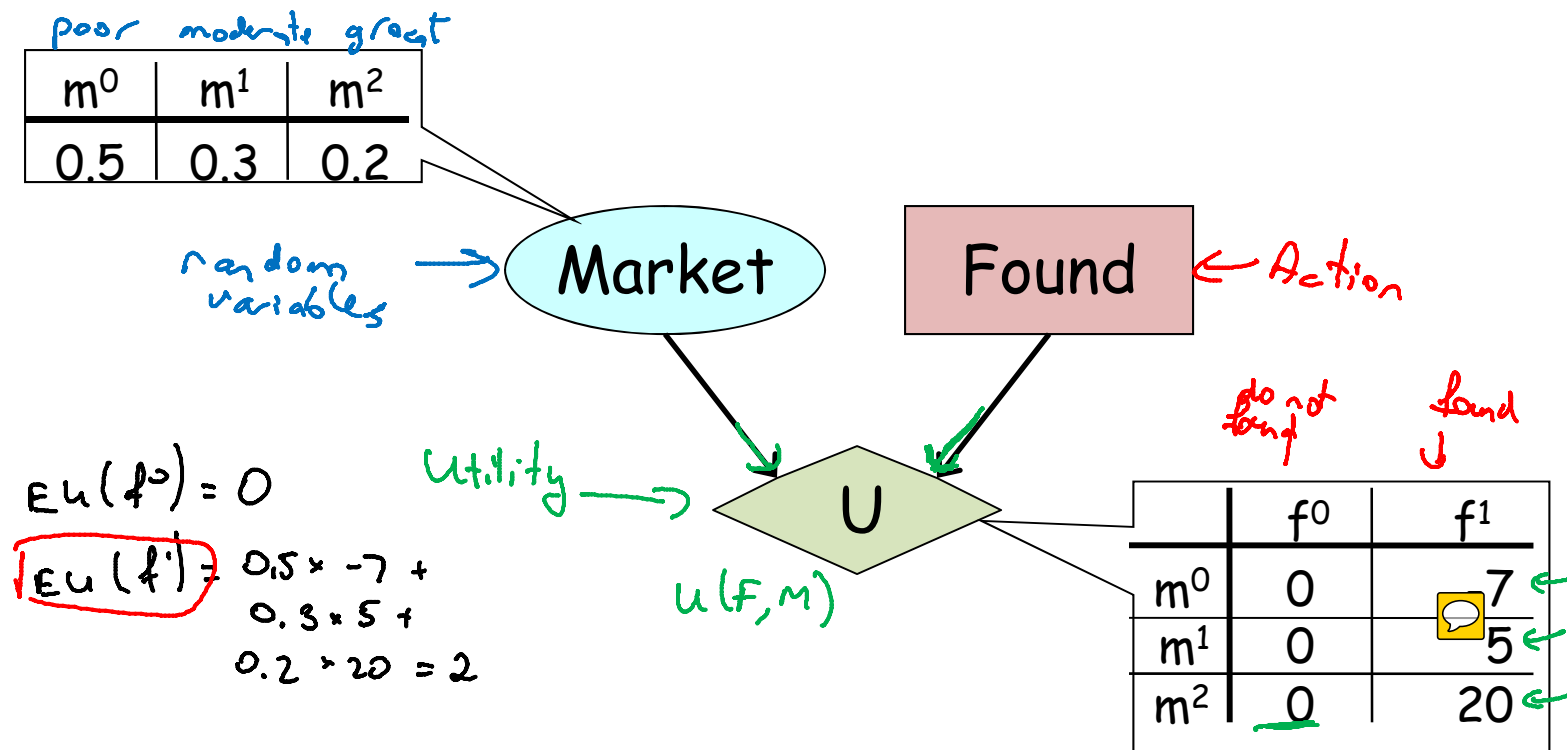 poor moderate great
m⁰ m¹ m²
0.5 0.3 0.2
random
variables
Market
Found
Action
do not
found
found
Utility
U
U(F,M)
EU(f⁰) = 0
EU(f¹) = 0.5 × -7 +
0.3 × 5 +
0.2 × 20 = 2
f⁰ f¹
m⁰ 0 7
m¹ 0 5
m² 0 20